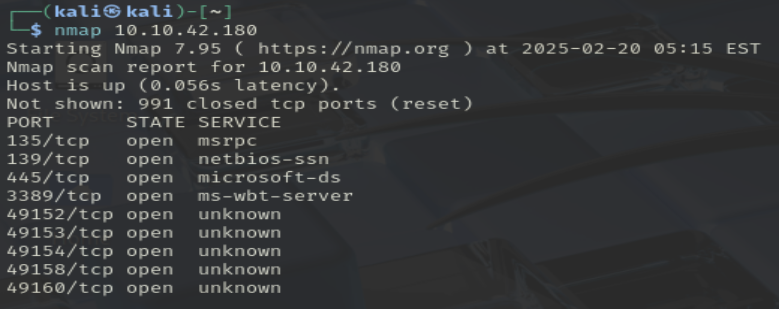 ┌──(kali㉿kali)-[~]
└─$ nmap 10.10.42.180
Starting Nmap 7.95 ( https://nmap.org ) at 2025-02-20 05:15 EST
Nmap scan report for 10.10.42.180
Host is up (0.056s latency).
Not shown: 991 closed tcp ports (reset)
PORT      STATE SERVICE
135/tcp   open  msrpc
139/tcp   open  netbios-ssn
445/tcp   open  microsoft-ds
3389/tcp  open  ms-wbt-server
49152/tcp open  unknown
49153/tcp open  unknown
49154/tcp open  unknown
49158/tcp open  unknown
49160/tcp open  unknown